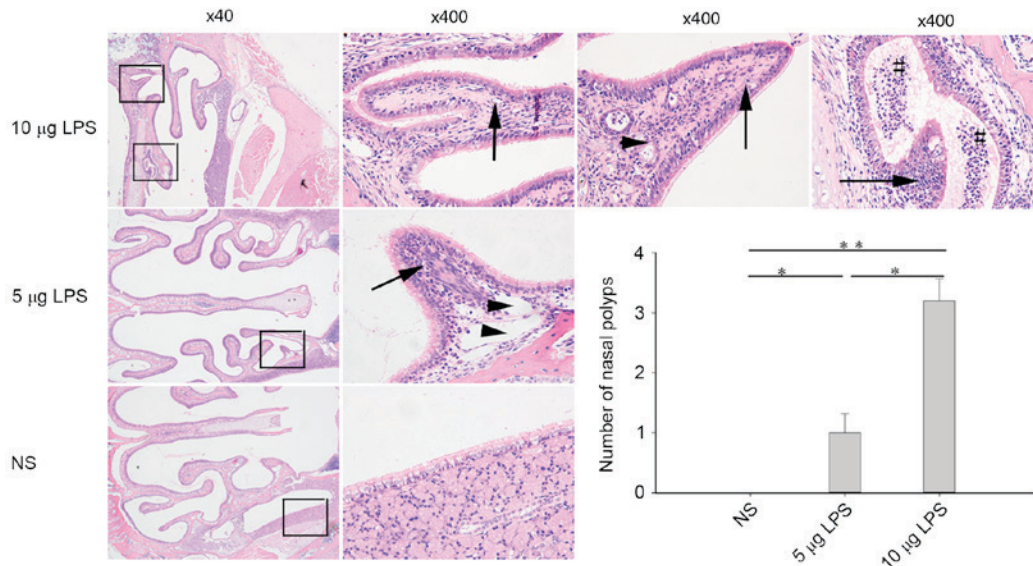 x40 x400 x400 x400
10 μg LPS
#
#
5 μg LPS
NS
Number of nasal polyps
4
3
2
1
0
* *
* *
NS
5 μg LPS
10 μg LPS